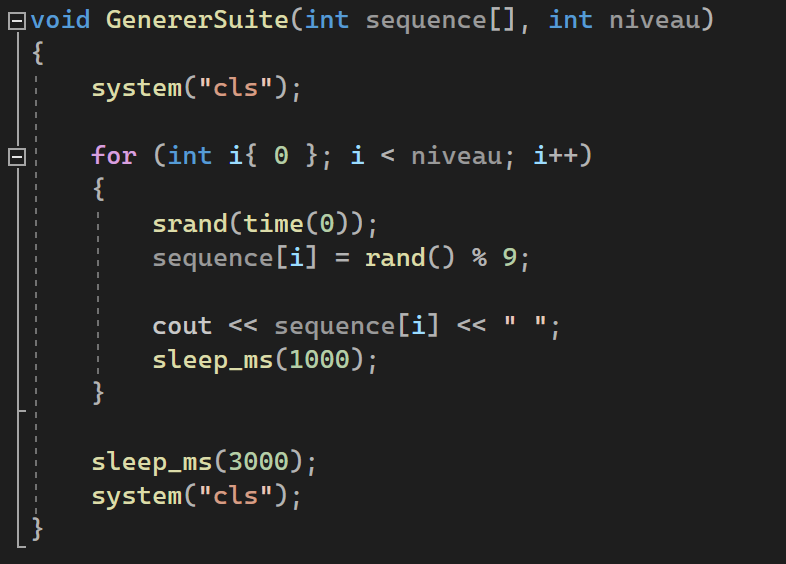 void GenererSuite(int sequence[], int niveau)
{
system("cls");
for (int i{ 0 }; i < niveau; i++)
{
srand(time(0));
sequence[i] = rand() % 9;
cout << sequence[i] << " ";
sleep_ms(1000);
}
sleep_ms(3000);
system("cls");
}